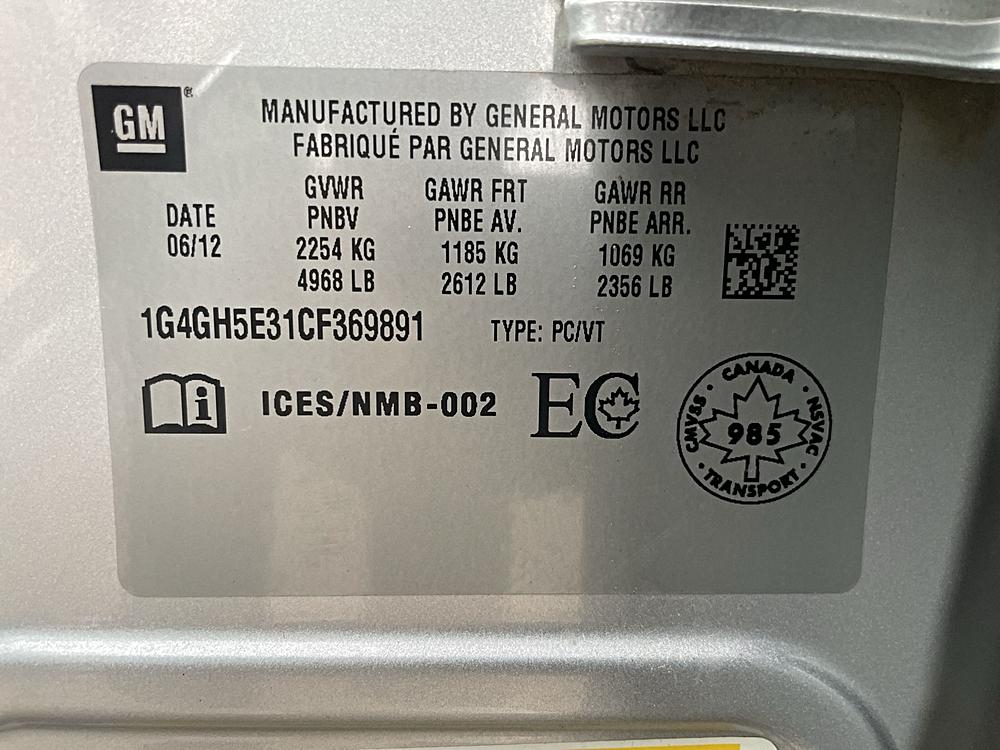 GM®
MANUFACTURED BY GENERAL MOTORS LLC
FABRIQUÉ PAR GENERAL MOTORS LLC
GVWR GAWR FRT GAWR RR
DATE PNBV PNBE AV. PNBE ARR.
06/12 2254 KG 1185 KG 1069 KG
4968 LB 2612 LB 2356 LB
1G4GH5E31CF369891 TYPE: PC/VT
i ICES/NMB-002 EC
CANADA
CMVSS 985 NSVAC
TRANSPORT